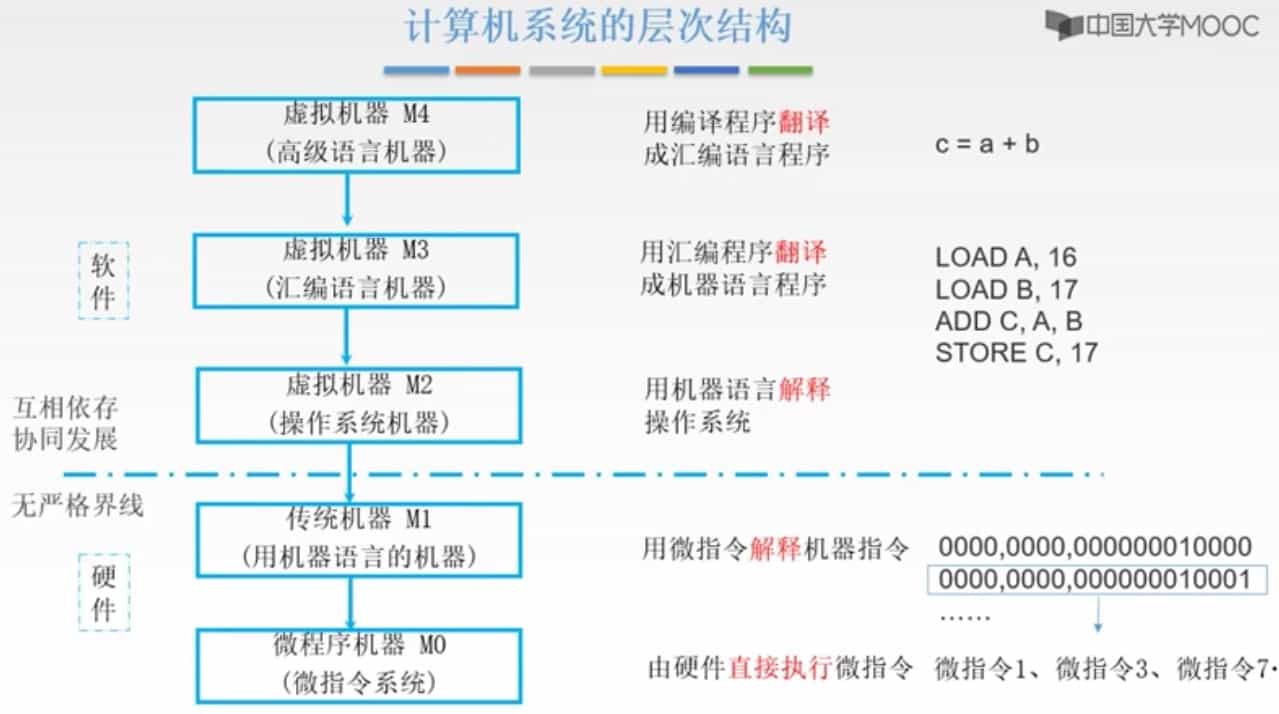 计算机系统的层次结构
中国大学MOOC
虚拟机器 M4
(高级语言机器)
用编译程序翻译
成汇编语言程序
c = a + b
软
件
虚拟机器 M3
(汇编语言机器)
用汇编程序翻译
成机器语言程序
LOAD A, 16
LOAD B, 17
ADD C, A, B
STORE C, 17
虚拟机器 M2
(操作系统机器)
用机器语言解释
操作系统
互相依存
协同发展
无严格界线
硬
件
传统机器 M1
(用机器语言的机器)
用微指令解释机器指令
0000,0000,000000010000
0000,0000,000000010001
……
微程序机器 M0
(微指令系统)
由硬件直接执行微指令
微指令1、微指令3、微指令7·